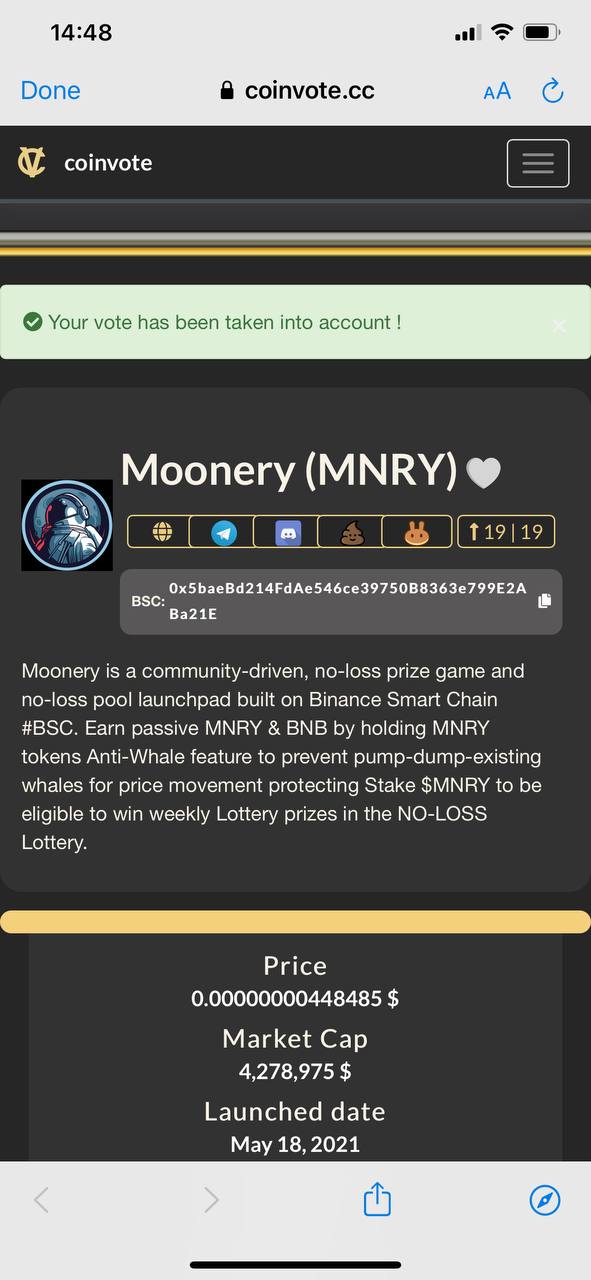 14:48
Done
coinvote.cc
AA
coinvote
Your vote has been taken into account !
Moonery (MNRY)
19 | 19
BSC: 0x5baeBd214FdAe546ce39750B8363e799E2A
Ba21E
Moonery is a community-driven, no-loss prize game and
no-loss pool launchpad built on Binance Smart Chain
#BSC. Earn passive MNRY & BNB by holding MNRY
tokens Anti-Whale feature to prevent pump-dump-existing
whales for price movement protecting Stake $MNRY to be
eligible to win weekly Lottery prizes in the NO-LOSS
Lottery.
Price
0.00000000448485 $
Market Cap
4,278,975 $
Launched date
May 18, 2021